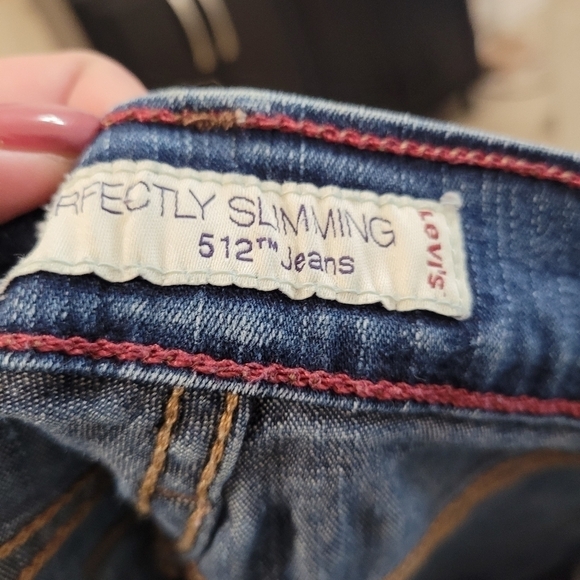 RFECTLY SLIMMING
512™ Jeans
Levi's